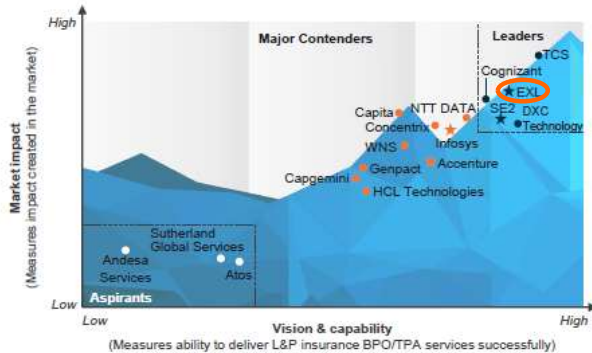 High
Major Contenders
Leaders
TCS
Cognizant
EXL
Capita
NTT DATA
SE2
DXC
Technology
Concentrix
Infosys
WNS
Accenture
Genpact
Capgemini
HCL Technologies
Sutherland
Global Services
Andesa
Services
Atos
Aspirants
Low
Market impact
(Measures impact created in the market)
Low
High
Vision & capability
(Measures ability to deliver L&P insurance BPO/TPA services successfully)